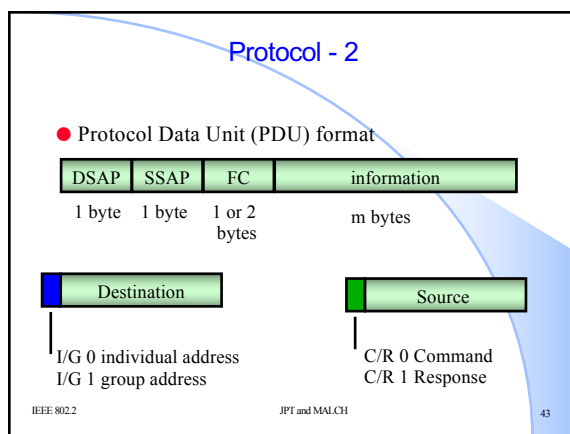 Protocol - 2
Protocol Data Unit (PDU) format
DSAP SSAP FC information
1 byte 1 byte 1 or 2 bytes m bytes
Destination Source
I/G 0 individual address
I/G 1 group address
C/R 0 Command
C/R 1 Response
IEEE 802.2 JPT and MALCH 43